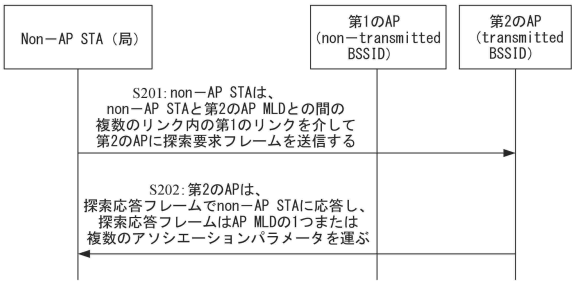 Non-AP STA（局）
第1のAP
(non-transmitted
BSSID)
第2のAP
(transmitted
BSSID)
S201: non-AP STAは、
non-AP STAと第2のAP MLDとの間の
複数のリンク内の第1のリンクを介して
第2のAPに探索要求フレームを送信する
S202: 第2のAPは、
探索応答フレームでnon-AP STAに応答し、
探索応答フレームはAP MLDの1つまたは
複数のアソシエーションパラメータを運ぶ